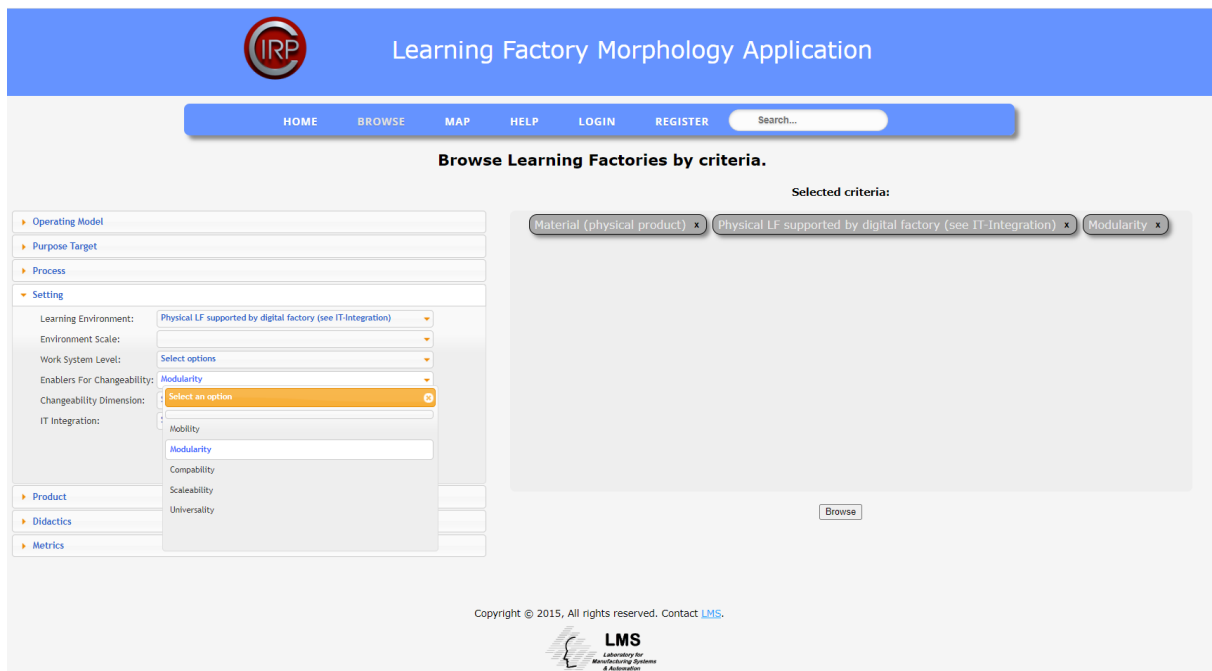 CIRP
Learning Factory Morphology Application
HOME BROWSE MAP HELP LOGIN REGISTER Search...
Browse Learning Factories by criteria.
Selected criteria:
Material (physical product) x Physical LF supported by digital factory (see IT-Integration) x Modularity x
Operating Model
Purpose Target
Process
Setting
Learning Environment: Physical LF supported by digital factory (see IT-Integration)
Environment Scale:
Work System Level: Select options
Enablers For Changeability: Modularity
Changeability Dimension:
IT Integration:
Select an option
Mobility
Modularity
Compability
Scaleability
Universality
Product
Didactics
Metrics
Browse
Copyright © 2015, All rights reserved. Contact LMS.
LMS
Laboratory for
Manufacturing Systems
& Automation